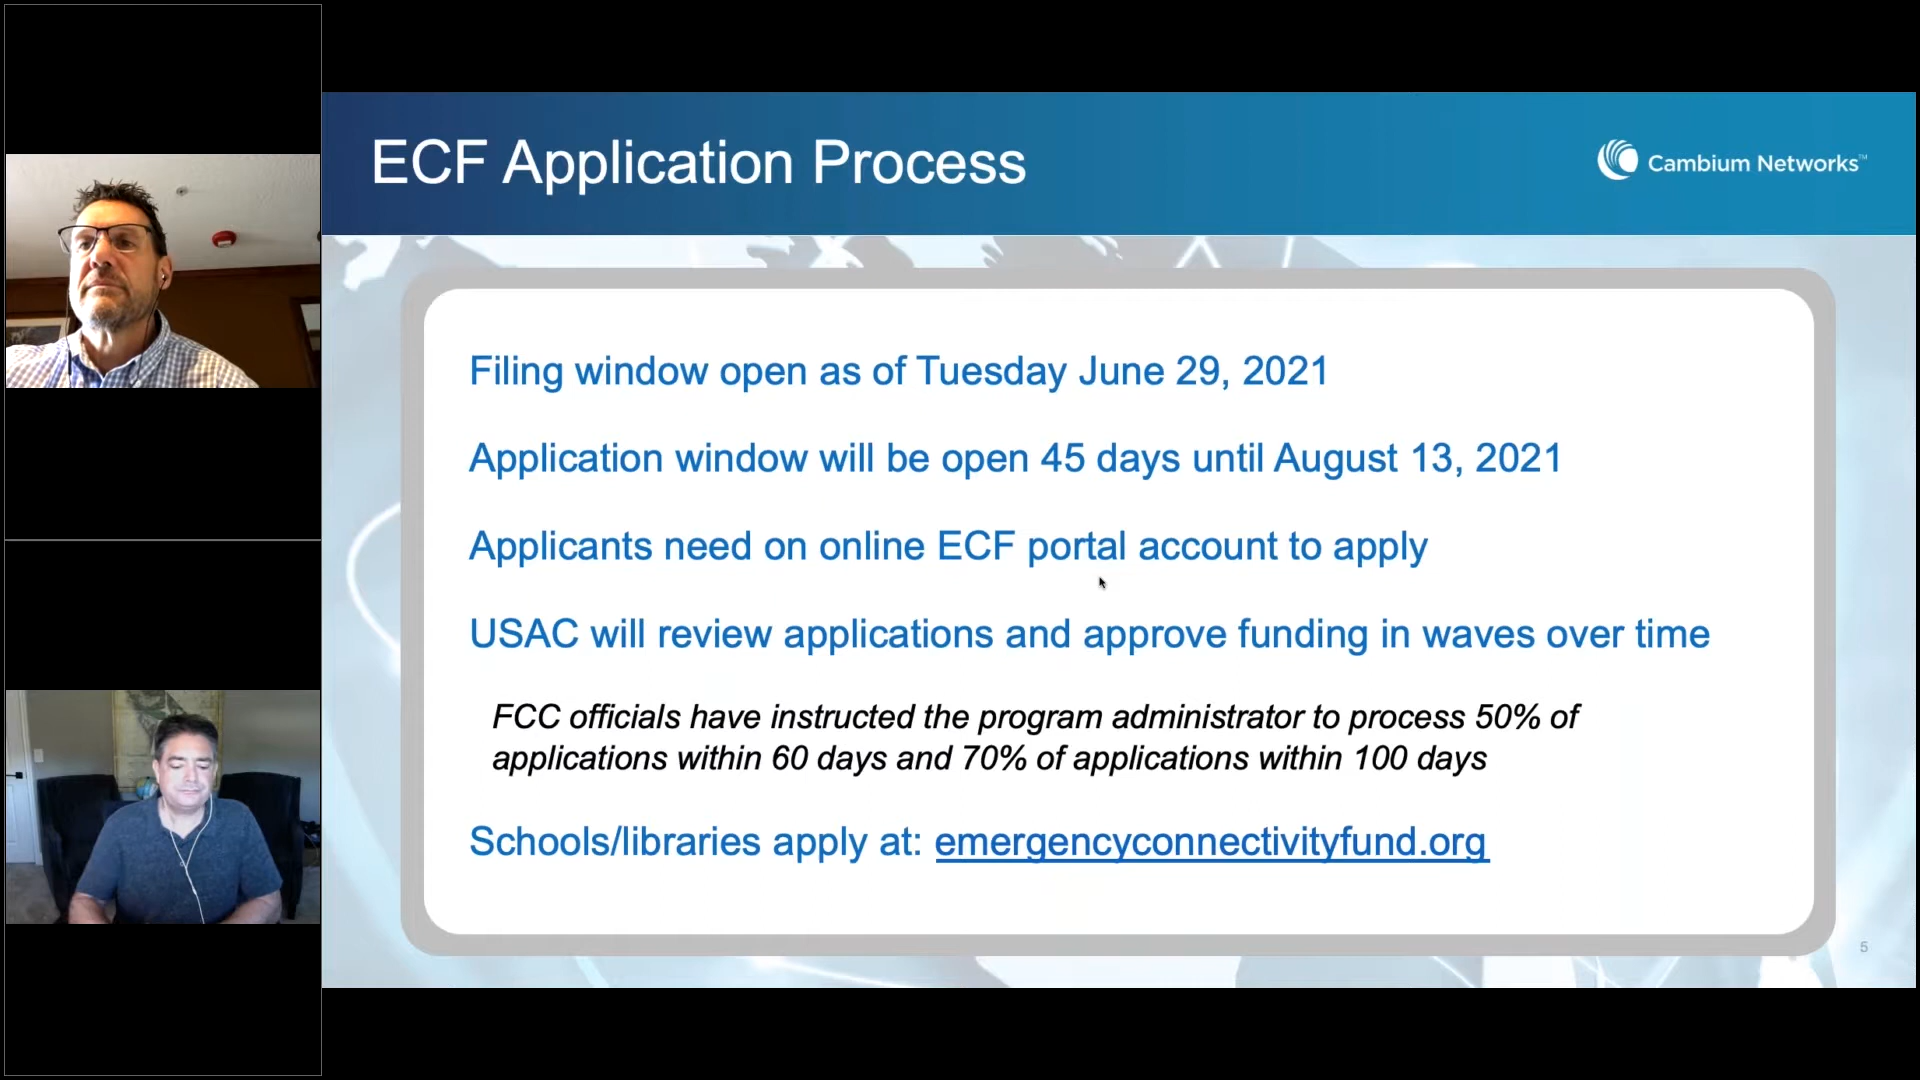 ECF Application Process
Cambium Networks™
Filing window open as of Tuesday June 29, 2021
Application window will be open 45 days until August 13, 2021
Applicants need on online ECF portal account to apply
USAC will review applications and approve funding in waves over time
FCC officials have instructed the program administrator to process 50% of
applications within 60 days and 70% of applications within 100 days
Schools/libraries apply at: emergencyconnectivityfund.org
5